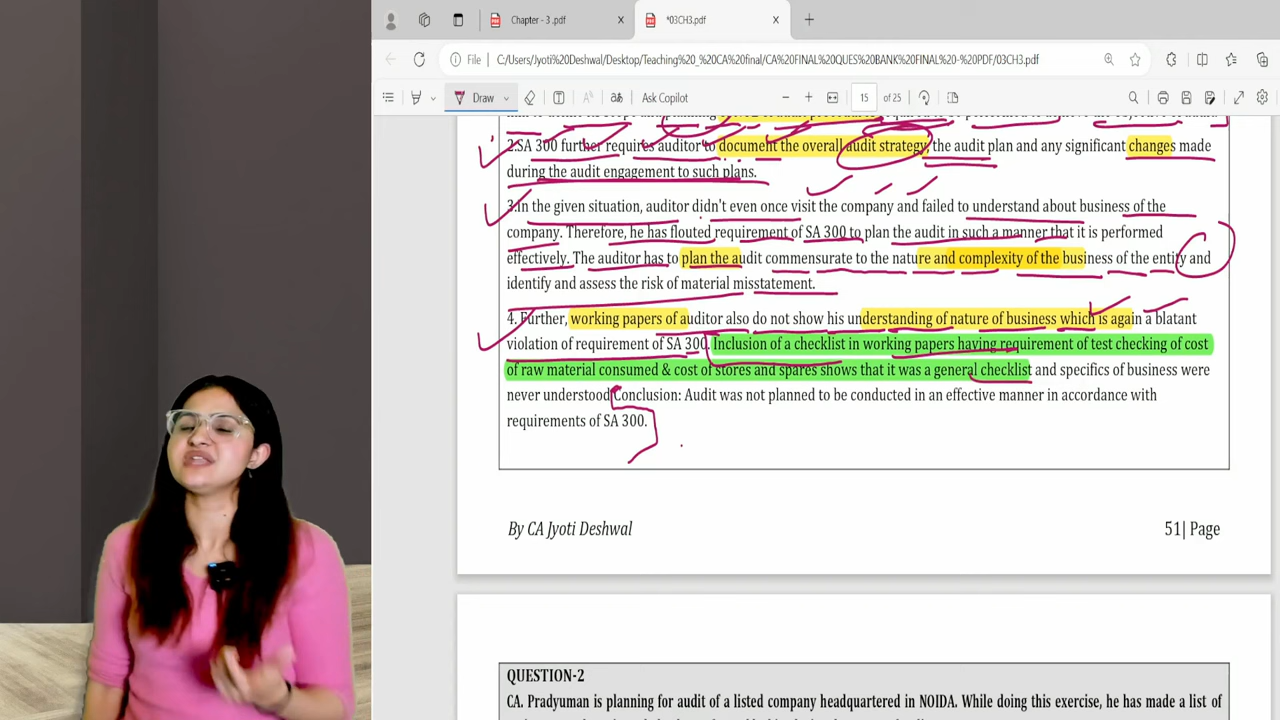 Chapter - 3 .pdf
*03CH3.pdf
File
C:/Users/Jyoti%20Deshwal/Desktop/Teaching%20_%20CA%20final/CA%20FINAL%20QUES%20BANK%20FINAL%20-%20PDF/03CH3.pdf
Draw
Ask Copilot
15 of 25
2.SA 300 further requires auditor to document the overall audit strategy, the audit plan and any significant changes made
during the audit engagement to such plans.
3.In the given situation, auditor didn't even once visit the company and failed to understand about business of the
company. Therefore, he has flouted requirement of SA 300 to plan the audit in such a manner that it is performed
effectively. The auditor has to plan the audit commensurate to the nature and complexity of the business of the entity and
identify and assess the risk of material misstatement.
4. Further, working papers of auditor also do not show his understanding of nature of business which is again a blatant
violation of requirement of SA 300. Inclusion of a checklist in working papers having requirement of test checking of cost
of raw material consumed & cost of stores and spares shows that it was a general checklist and specifics of business were
never understood Conclusion: Audit was not planned to be conducted in an effective manner in accordance with
requirements of SA 300.
By CA Jyoti Deshwal
51| Page
QUESTION-2
CA. Pradyuman is planning for audit of a listed company headquartered in NOIDA. While doing this exercise, he has made a list of